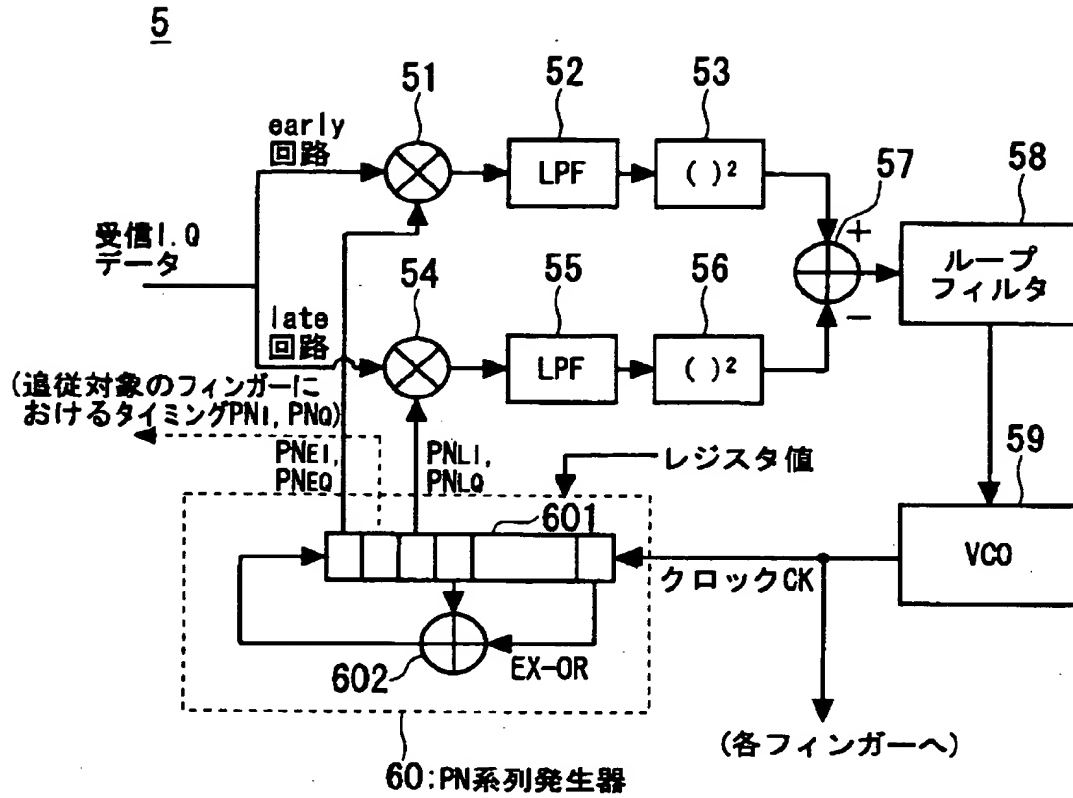 5
51
52
53
early
回路
LPF
( )²
57
58
受信I,Q
データ
54
55
56
+
ループ
フィルタ
late
回路
LPF
( )²
−
(追従対象のフィンガーに
おけるタイミングPNI, PNQ)
59
PNEI,
PNEQ
PNLI,
PNLQ
レジスタ値
601
VCO
クロックCK
602
EX-OR
(各フィンガーへ)
60:PN系列発生器